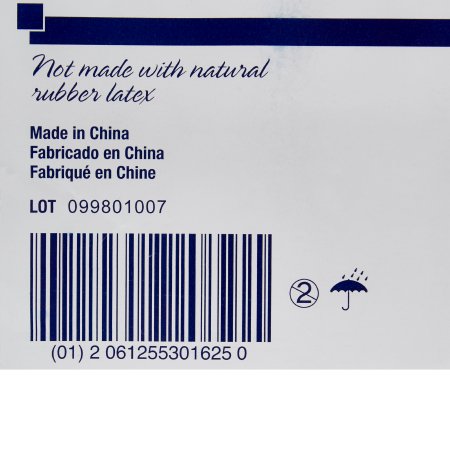 Not made with natural
rubber latex
Made in China
Fabricado en China
Fabriqué en Chine
LOT 099801007
2
(01) 2 061255301625 0